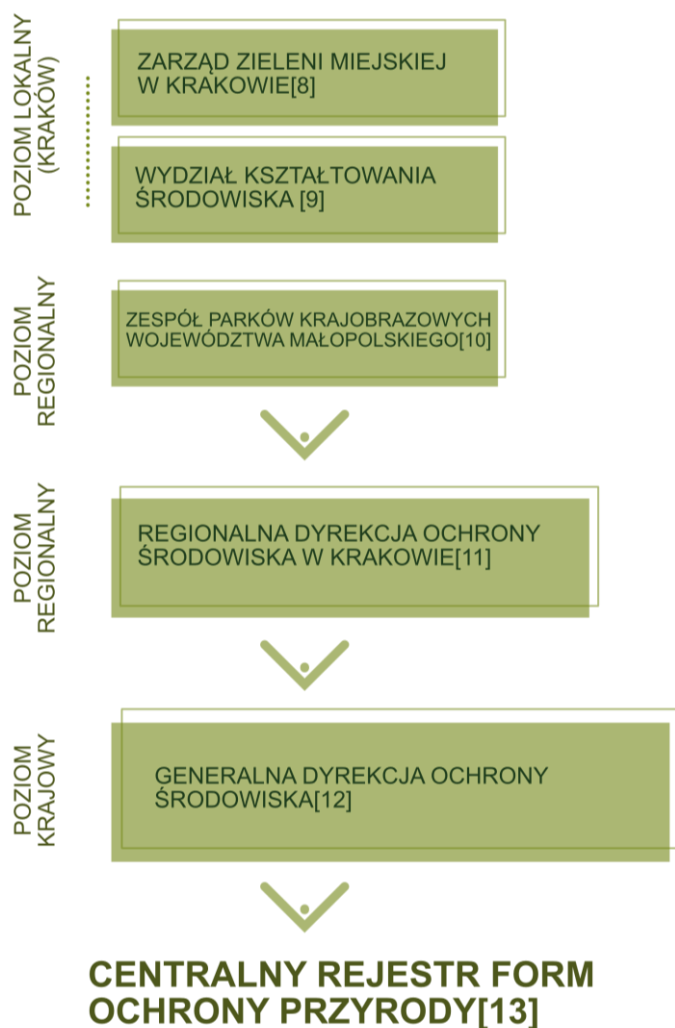 POZIOM LOKALNY
(KRAKÓW)
ZARZĄD ZIELENI MIEJSKIEJ
W KRAKOWIE[8]
WYDZIAŁ KSZTAŁTOWANIA
ŚRODOWISKA [9]
POZIOM
REGIONALNY
ZESPÓŁ PARKÓW KRAJOBRAZOWYCH
WOJEWÓDZTWA MAŁOPOLSKIEGO[10]
POZIOM
REGIONALNY
REGIONALNA DYREKCJA OCHRONY
ŚRODOWISKA W KRAKOWIE[11]
POZIOM
KRAJOWY
GENERALNA DYREKCJA OCHRONY
ŚRODOWISKA[12]
CENTRALNY REJESTR FORM
OCHRONY PRZYRODY[13]